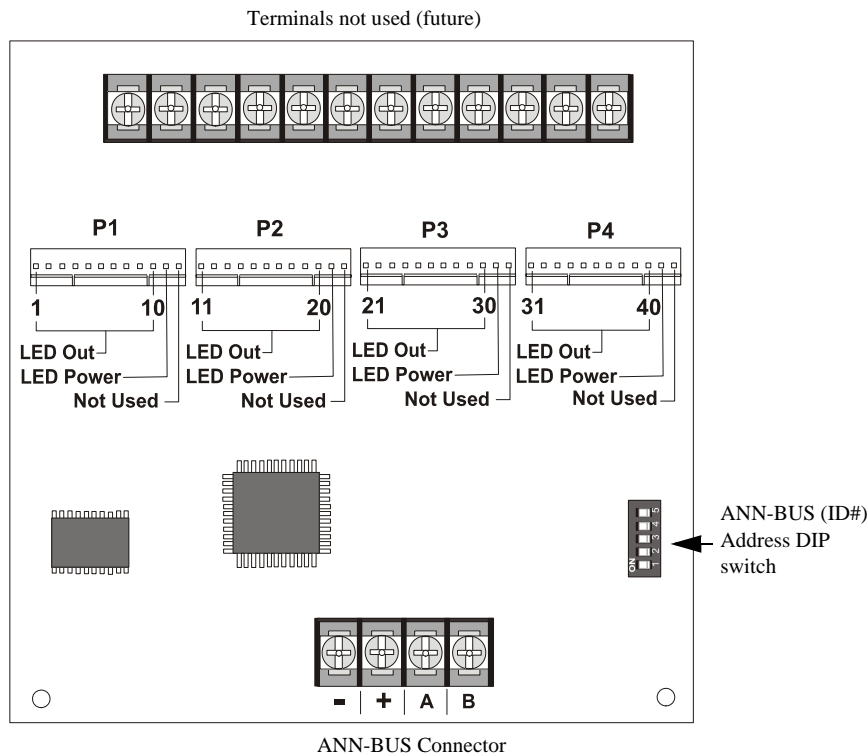 Terminals not used (future)
P1 P2 P3 P4
1 10 11 20 21 30 31 40
LED Out LED Out LED Out LED Out
LED Power LED Power LED Power LED Power
Not Used Not Used Not Used Not Used
ANN-BUS (ID#)
Address DIP
switch
ON 1 2 3 4 5
- + A B
ANN-BUS Connector